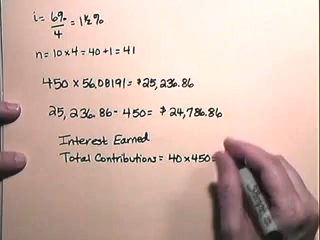 i = 6%/4 = 1½%
n = 10 x 4 = 40 + 1 = 41
450 x 56.08191 = $25,236.86
25,236.86 - 450 = $24,786.86
Interest Earned
Total Contributions = 40 x 450 =